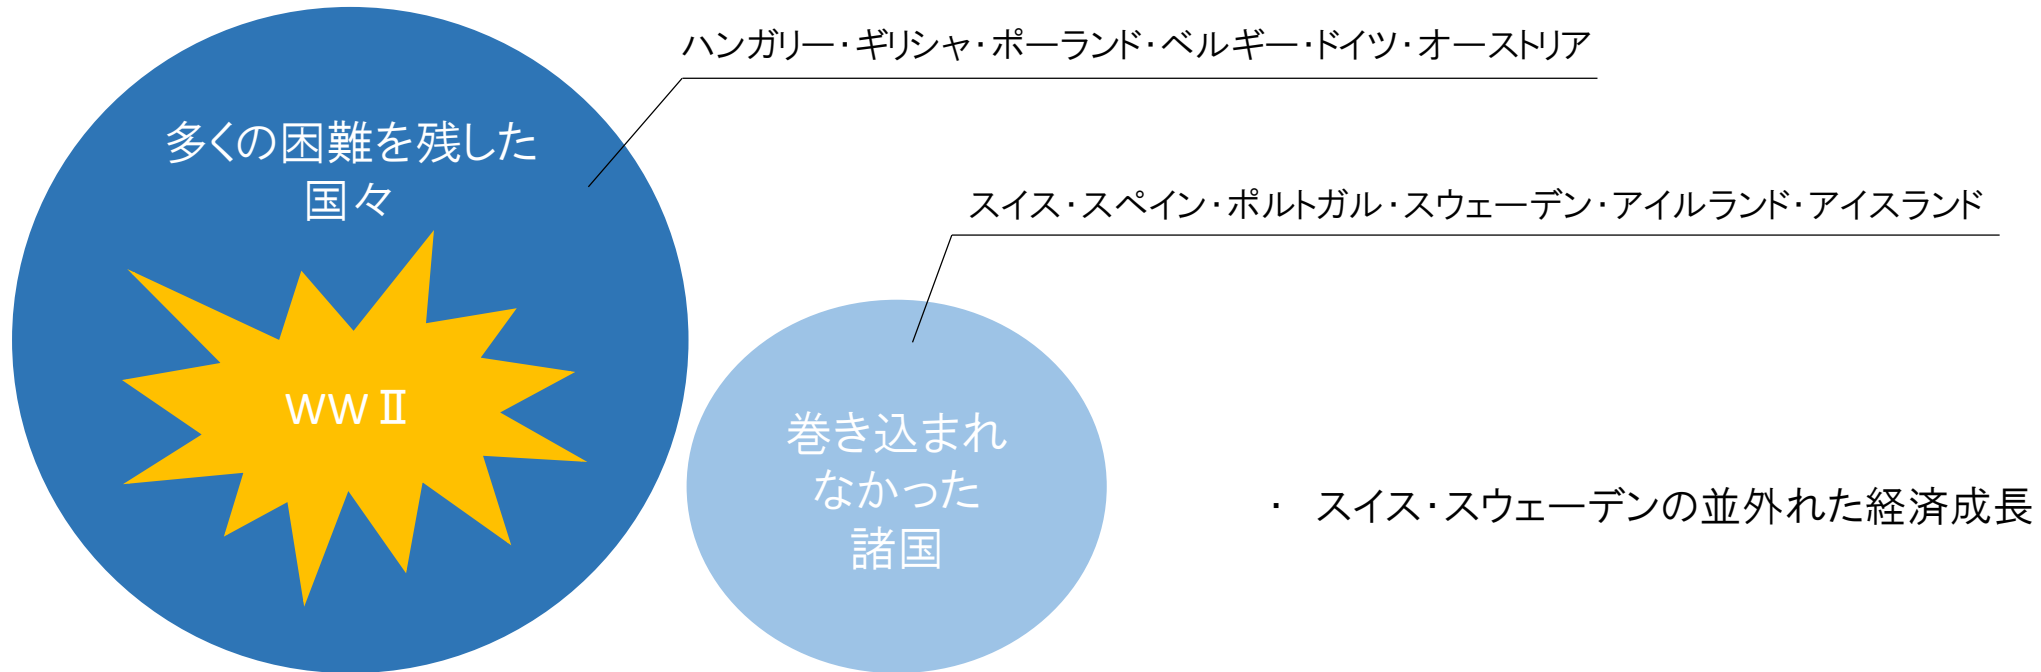 ハンガリー・ギリシャ・ポーランド・ベルギー・ドイツ・オーストリア
多くの困難を残した
国々
スイス・スペイン・ポルトガル・スウェーデン・アイルランド・アイスランド
WWⅡ
巻き込まれ
なかった
諸国
・ スイス・スウェーデンの並外れた経済成長